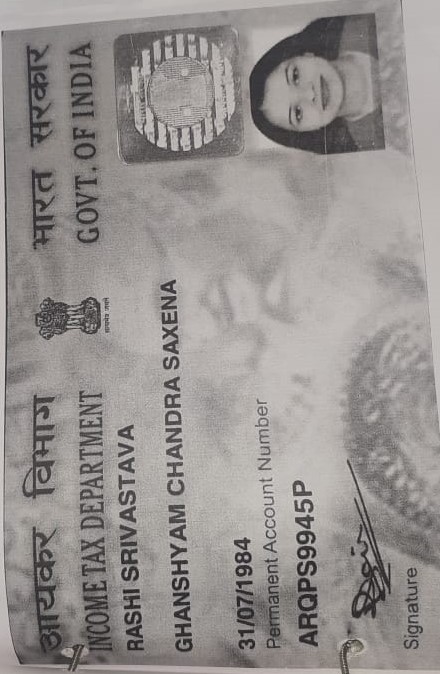 आयकर विभाग
भारत सरकार
INCOME TAX DEPARTMENT
GOVT. OF INDIA
सत्यमेव जयते
RASHI SRIVASTAVA
GHANSHYAM CHANDRA SAXENA
31/07/1984
Permanent Account Number
ARQPS9945P
Signature